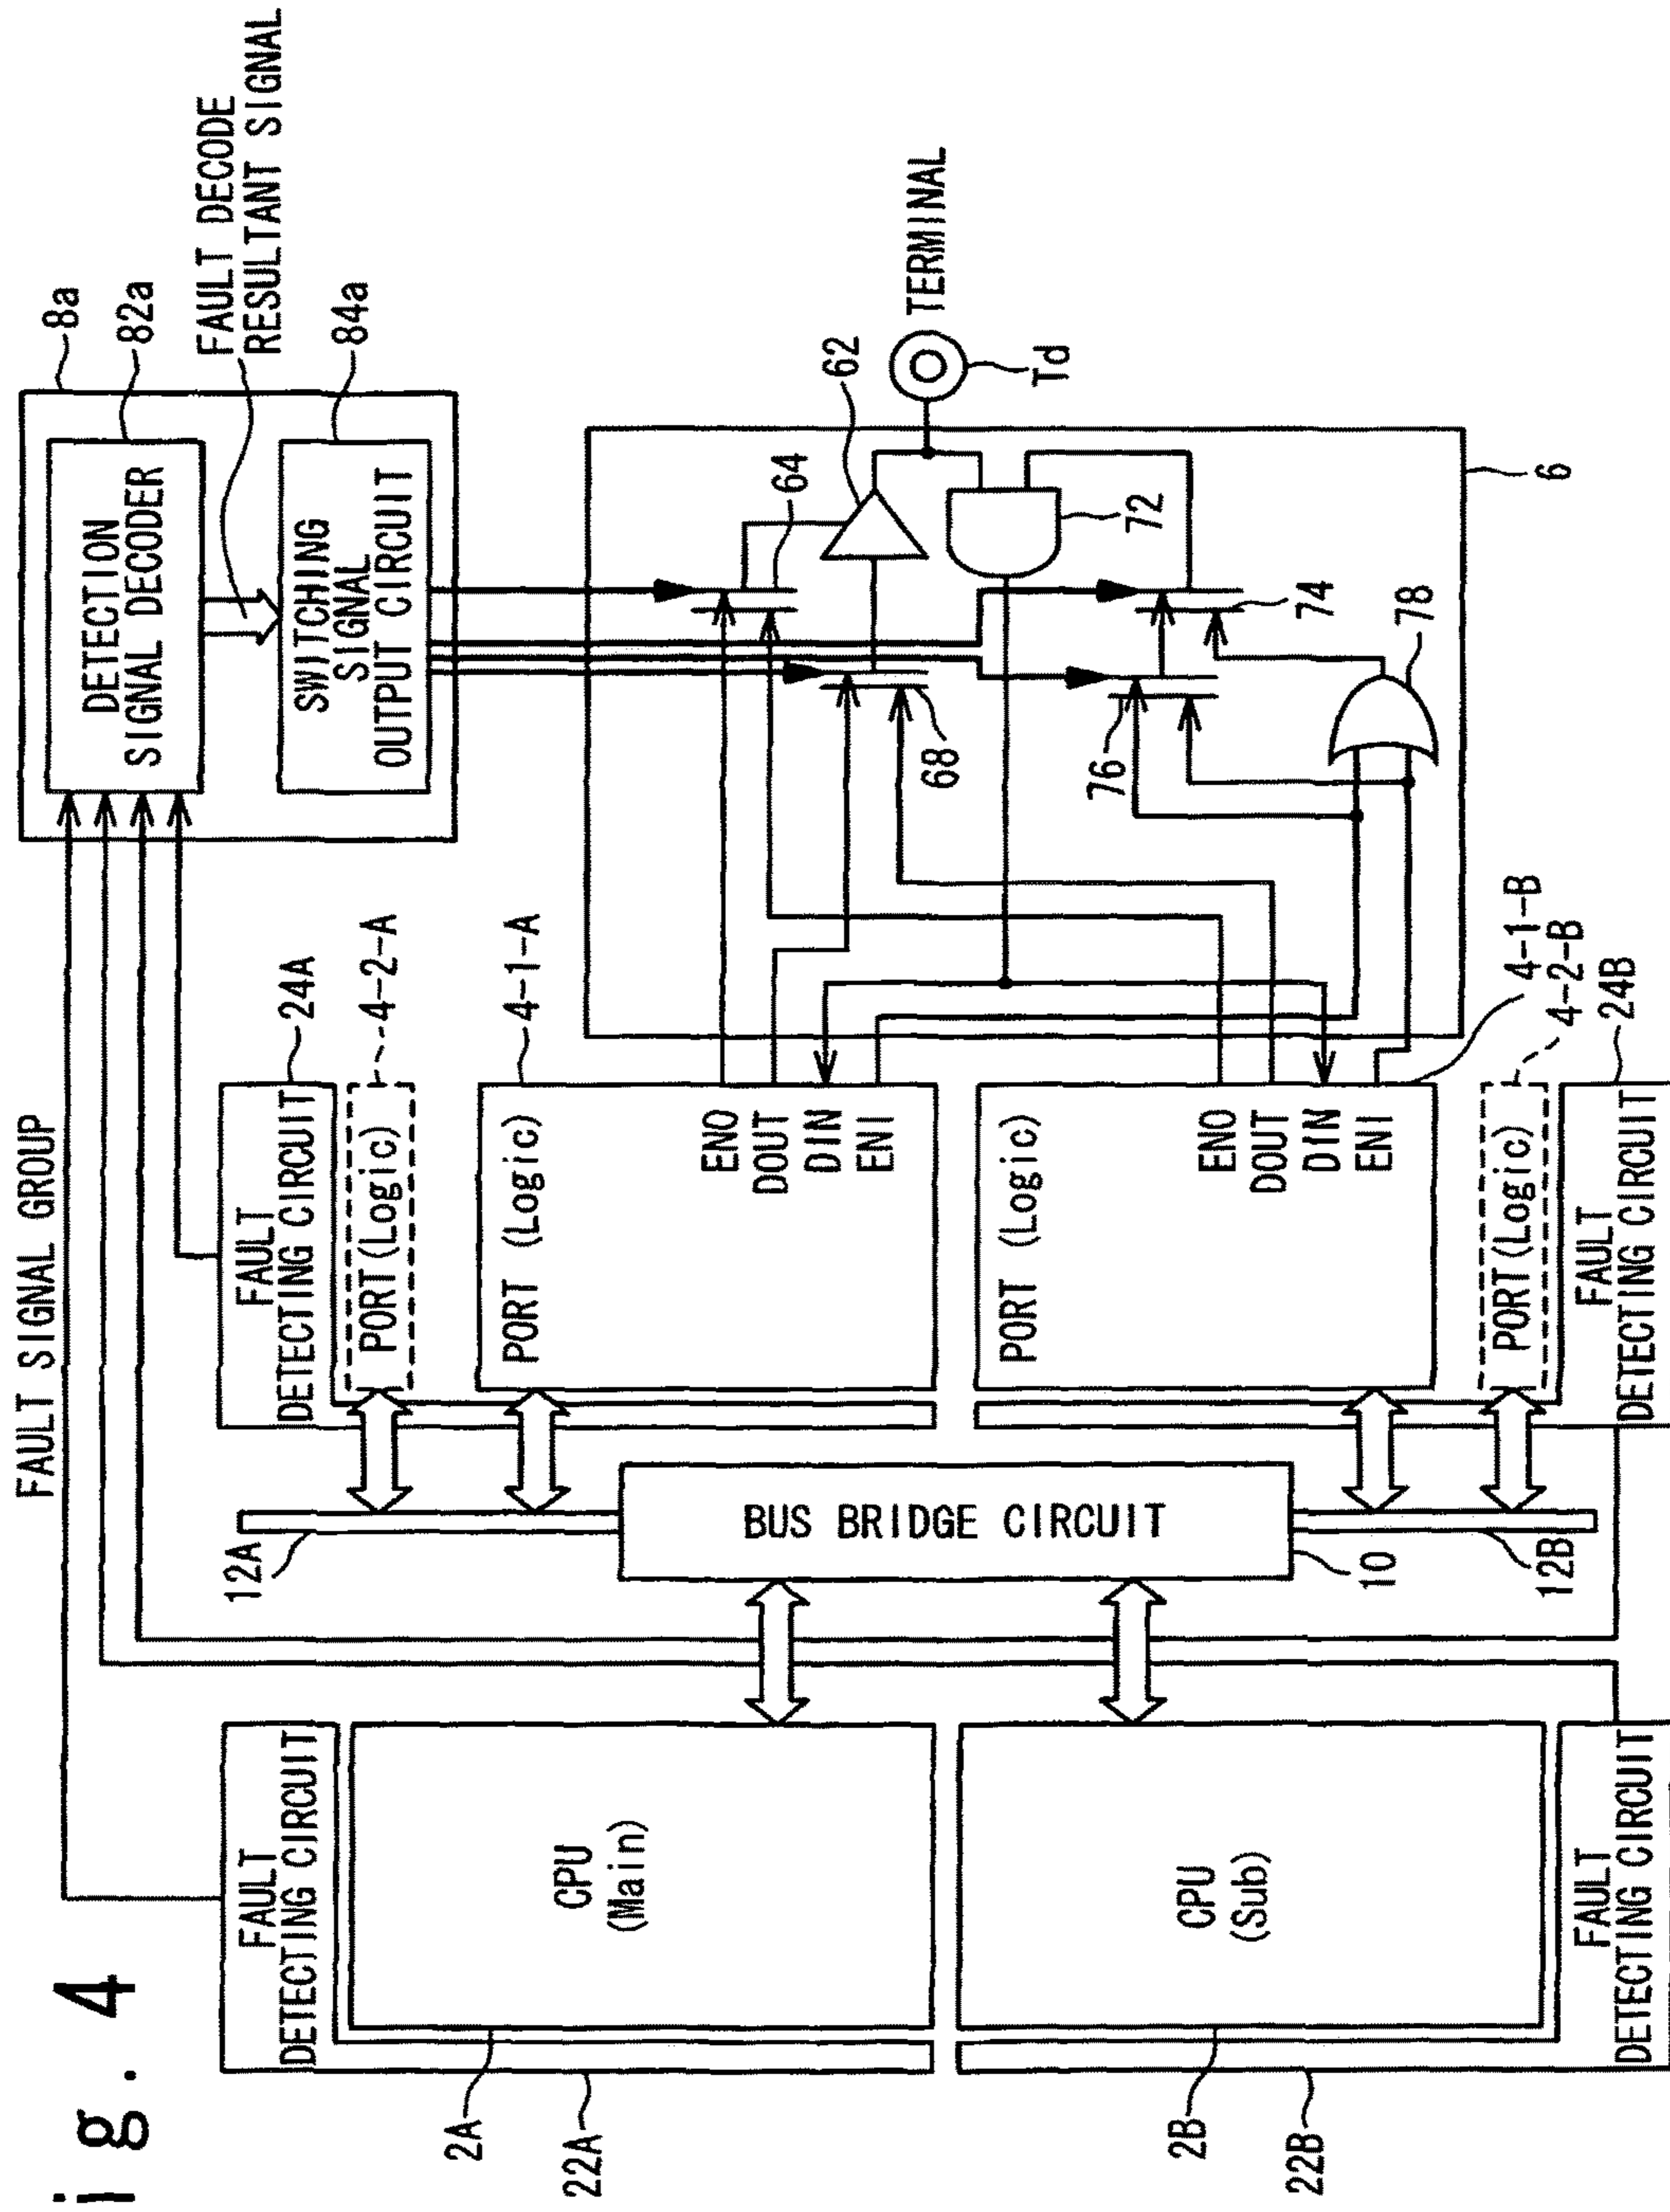 ig. 4
FAULT SIGNAL GROUP
8a
DETECTION
SIGNAL DECODER
82a
FAULT DECODE
RESULTANT SIGNAL
SWITCHING
SIGNAL
OUTPUT CIRCUIT
84a
FAULT
DETECTING CIRCUIT
22A
CPU
(Main)
2A
CPU
(Sub)
2B
FAULT
DETECTING CIRCUIT
22B
12A
BUS BRIDGE CIRCUIT
10
12B
FAULT
DETECTING CIRCUIT
24A
PORT(Logic)
4-2-A
PORT (Logic)
4-1-A
ENO
DOUT
DIN
ENI
PORT (Logic)
4-1-B
ENO
DOUT
DIN
ENI
PORT(Logic)
4-2-B
FAULT
DETECTING CIRCUIT
24B
62
64
68
72
74
76
78
6
TERMINAL
Td